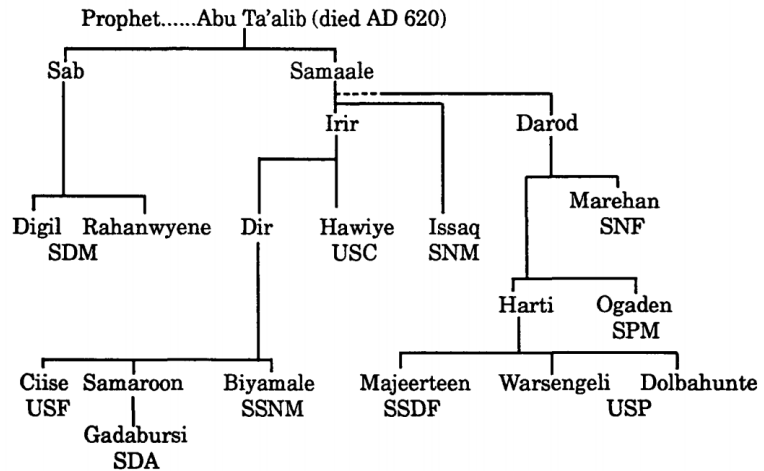 Prophet......Abu Ta'alib (died AD 620)
Sab Samaale
Irir Darod
Marehan
SNF
Digil Rahanwyene Dir Hawiye Issaq
SDM USC SNM
Harti Ogaden
SPM
Ciise Samaroon Biyamale Majeerteen Warsengeli Dolbahunte
USF SSNM SSDF USP
Gadabursi
SDA